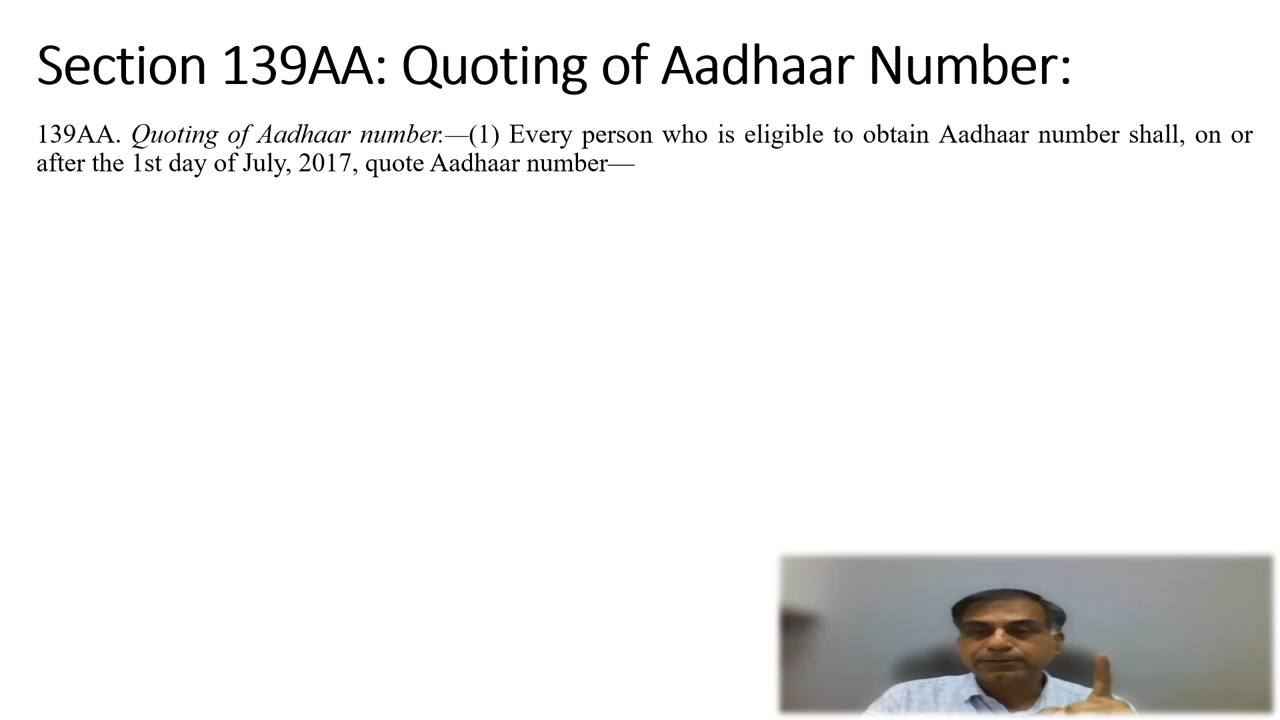 Section 139AA: Quoting of Aadhaar Number:
139AA. Quoting of Aadhaar number.—(1) Every person who is eligible to obtain Aadhaar number shall, on or
after the 1st day of July, 2017, quote Aadhaar number—